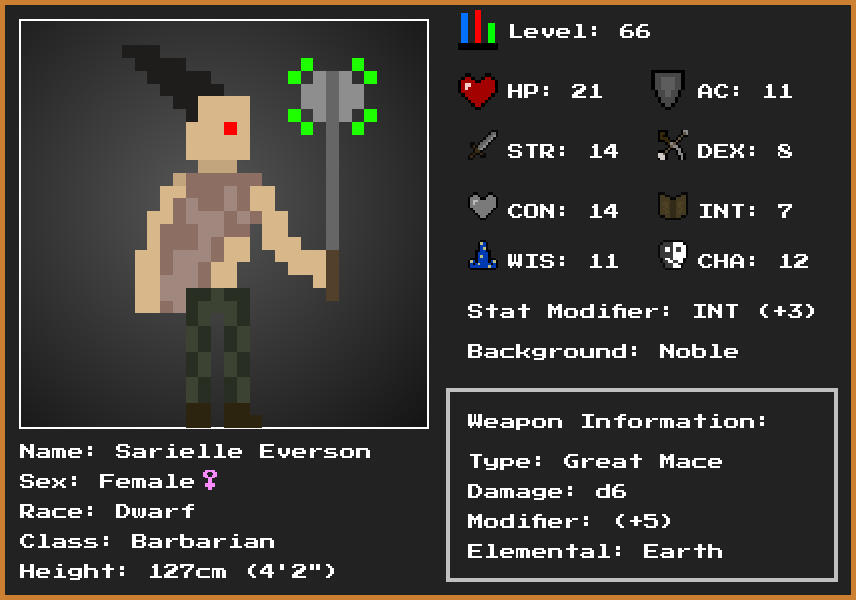 Level: 66
HP: 21
AC: 11
STR: 14
DEX: 8
CON: 14
INT: 7
WIS: 11
CHA: 12
Stat Modifier: INT (+3)
Background: Noble
Weapon Information:
Type: Great Mace
Damage: d6
Modifier: (+5)
Elemental: Earth
Name: Sarielle Everson
Sex: Female♀
Race: Dwarf
Class: Barbarian
Height: 127cm (4'2")